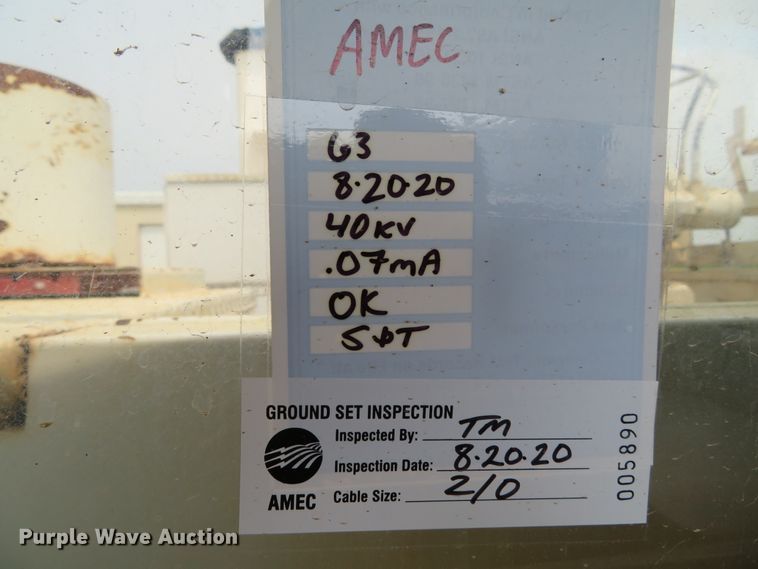 AMEC
63
8·20·20
40KV
.07mA
OK
S&T
GROUND SET INSPECTION
Inspected By: TM
Inspection Date: 8·20·20
AMEC Cable Size: 2/0
005890
Purple Wave Auction